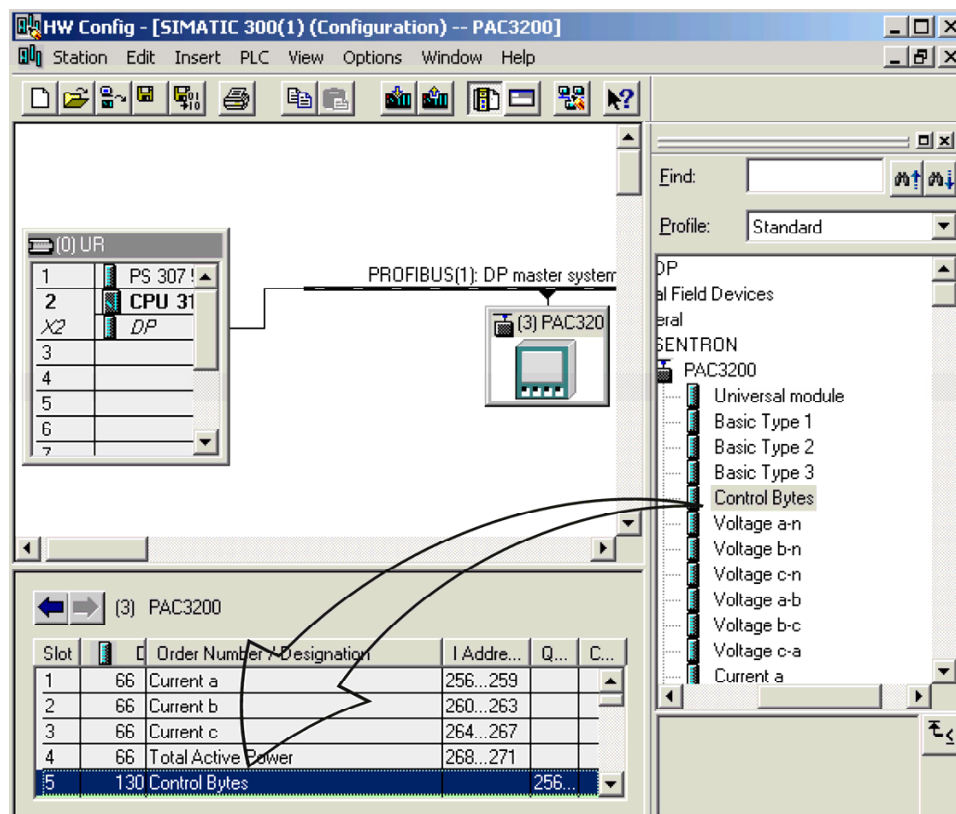 HW Config - [SIMATIC 300(1) (Configuration) -- PAC3200]
Station Edit Insert PLC View Options Window Help
Find:
Profile: Standard
(0) UR
1 PS 307 5
2 CPU 31
X2 DP
3
4
5
6
7
PROFIBUS(1): DP master system
(3) PAC320
DP
al Field Devices
eral
SENTRON
PAC3200
Universal module
Basic Type 1
Basic Type 2
Basic Type 3
Control Bytes
Voltage a-n
Voltage b-n
Voltage c-n
Voltage a-b
Voltage b-c
Voltage c-a
Current a
(3) PAC3200
Slot D Order Number / Designation I Addre... Q... C...
1 66 Current a 256...259
2 66 Current b 260...263
3 66 Current c 264...267
4 66 Total Active Power 268...271
5 130 Control Bytes 256...